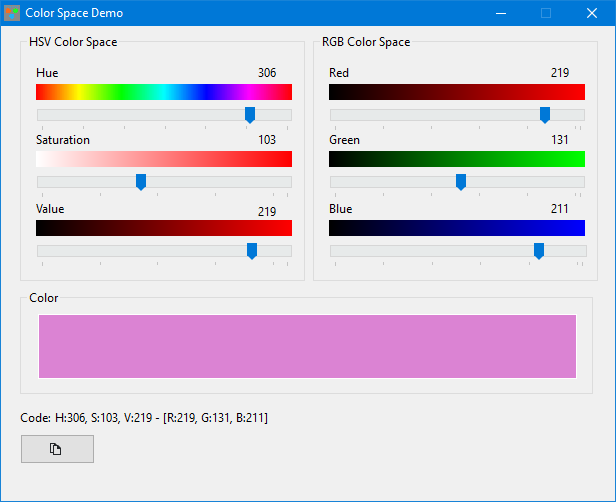 Color Space Demo
HSV Color Space
Hue 306
Saturation 103
Value 219
RGB Color Space
Red 219
Green 131
Blue 211
Color
Code: H:306, S:103, V:219 - [R:219, G:131, B:211]